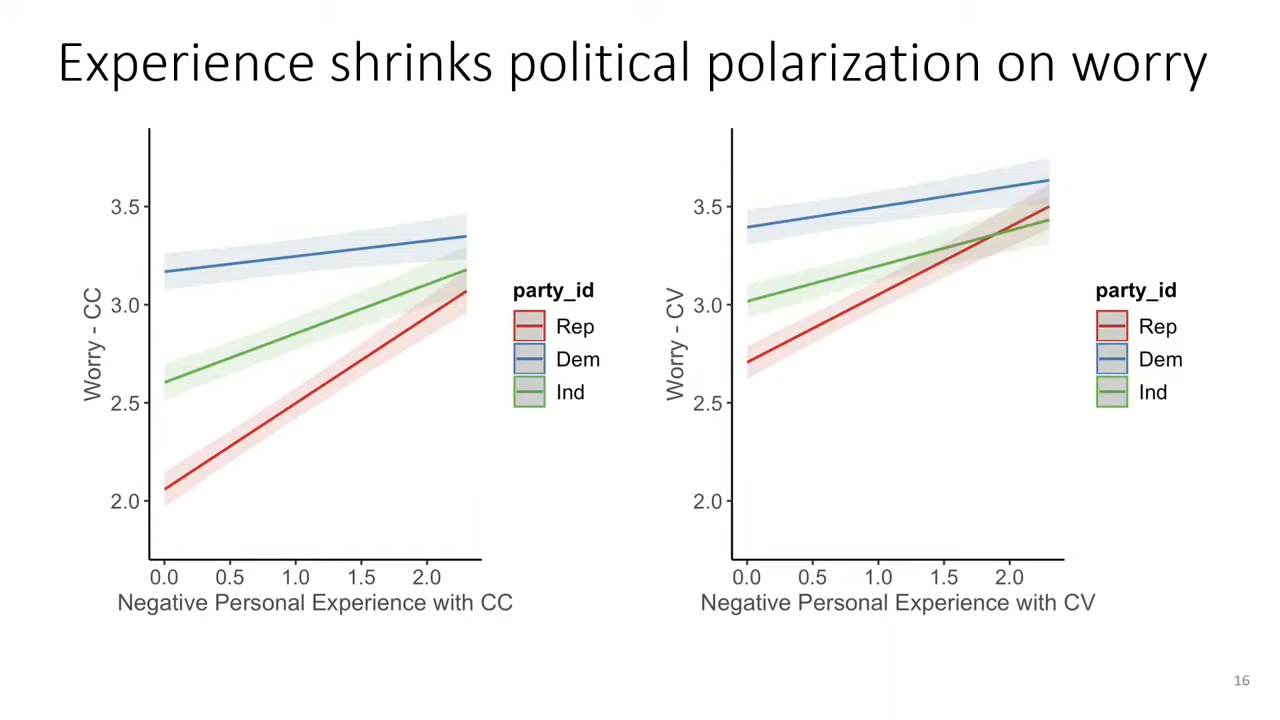 Experience shrinks political polarization on worry
Worry - CC
3.5
3.0
2.5
2.0
0.0 0.5 1.0 1.5 2.0
Negative Personal Experience with CC
party_id
Rep
Dem
Ind
Worry - CV
3.5
3.0
2.5
2.0
0.0 0.5 1.0 1.5 2.0
Negative Personal Experience with CV
party_id
Rep
Dem
Ind
16